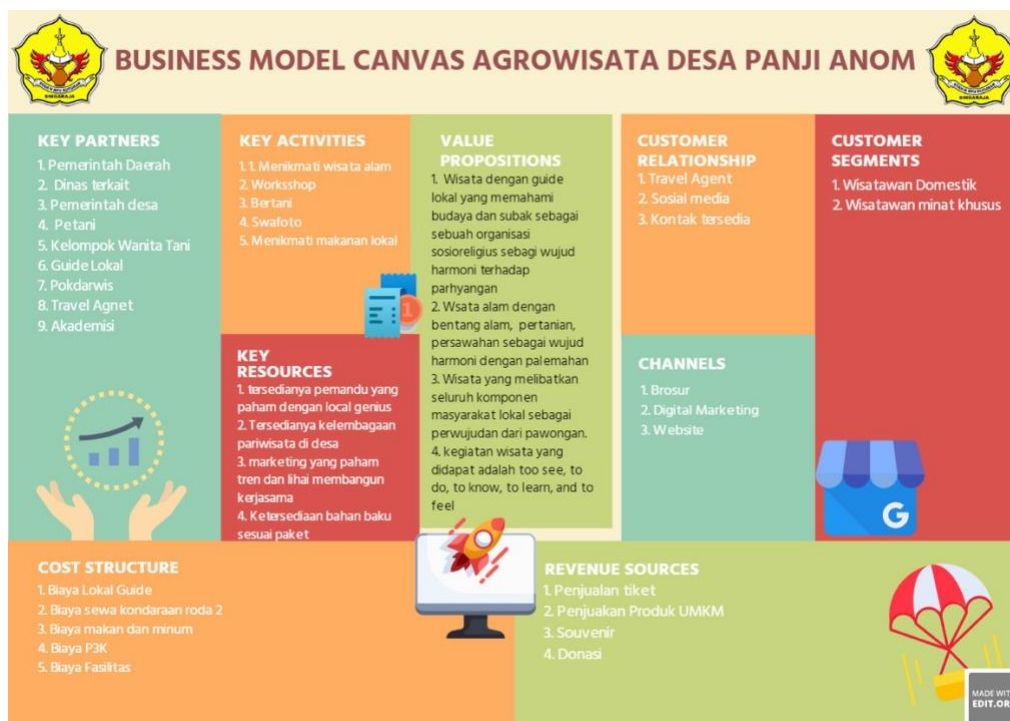 BUSINESS MODEL CANVAS AGROWISATA DESA PANJI ANOM
KEY PARTNERS
1. Pemerintah Daerah
2. Dinas terkait
3. Pemerintah desa
4. Petani
5. Kelompok Wanita Tani
6. Guide Lokal
7. Pokdarwis
8. Travel Agnet
9. Akademisi
KEY ACTIVITIES
1. 1. Menikmati wisata alam
2. Worksshop
3. Bertani
4. Swafoto
5. Menikmati makanan lokal
KEY
RESOURCES
1. tersedianya pemandu yang
paham dengan local genius
2. Tersedianya kelembagaan
pariwisata di desa
3. marketing yang paham
tren dan lihai membangun
kerjasama
4. Ketersediaan bahan baku
sesuai paket
VALUE
PROPOSITIONS
1. Wisata dengan guide
lokal yang memahami
budaya dan subak sebagai
sebuah organisasi
sosioreligius sebagi wujud
harmoni terhadap
parhyangan
2. Wsata alam dengan
bentang alam, pertanian,
persawahan sebagai wujud
harmoni dengan palemahan
3. Wisata yang melibatkan
seluruh komponen
masyarakat lokal sebagai
perwujudan dari pawongan.
4. kegiatan wisata yang
didapat adalah too see, to
do, to know, to learn, and to
feel
CUSTOMER
RELATIONSHIP
1. Travel Agent
2. Sosial media
3. Kontak tersedia
CHANNELS
1. Brosur
2. Digital Marketing
3. Website
CUSTOMER
SEGMENTS
1. Wisatawan Domestik
2. Wisatawan minat khusus
G
1
COST STRUCTURE
1. Biaya Lokal Guide
2. Biaya sewa kondaraan roda 2
3. Biaya makan dan minum
4. Biaya P3K
5. Biaya Fasilitas
REVENUE SOURCES
1. Penjualan tiket
2. Penjuakan Produk UMKM
3. Souvenir
4. Donasi
MADE WIT
EDIT.OR